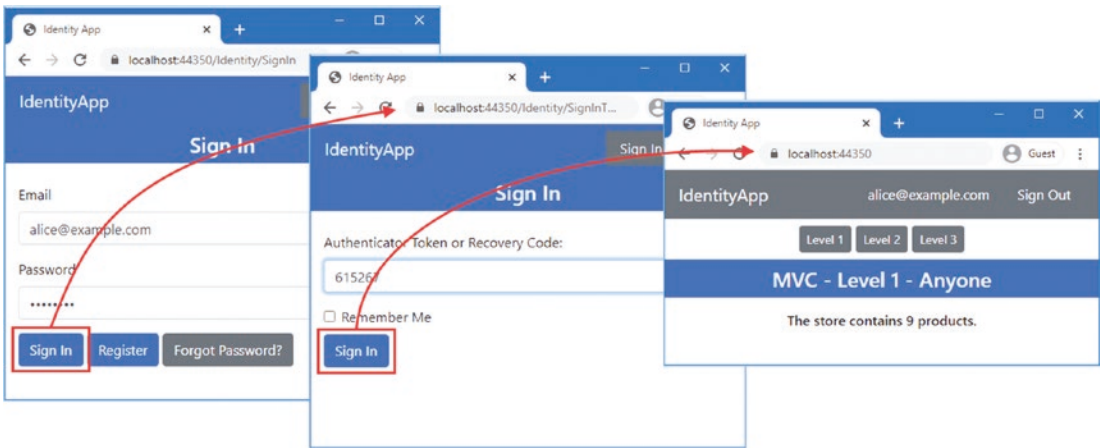 Identity App
localhost:44350/Identity/SignIn
IdentityApp
Sign In
Email
alice@example.com
Password
Sign In Register Forgot Password?
Identity App
localhost:44350/Identity/SignInT...
IdentityApp Sign In
Sign In
Authenticator Token or Recovery Code:
615267
Remember Me
Sign In
Identity App
localhost:44350 Guest
IdentityApp alice@example.com Sign Out
Level 1 Level 2 Level 3
MVC - Level 1 - Anyone
The store contains 9 products.